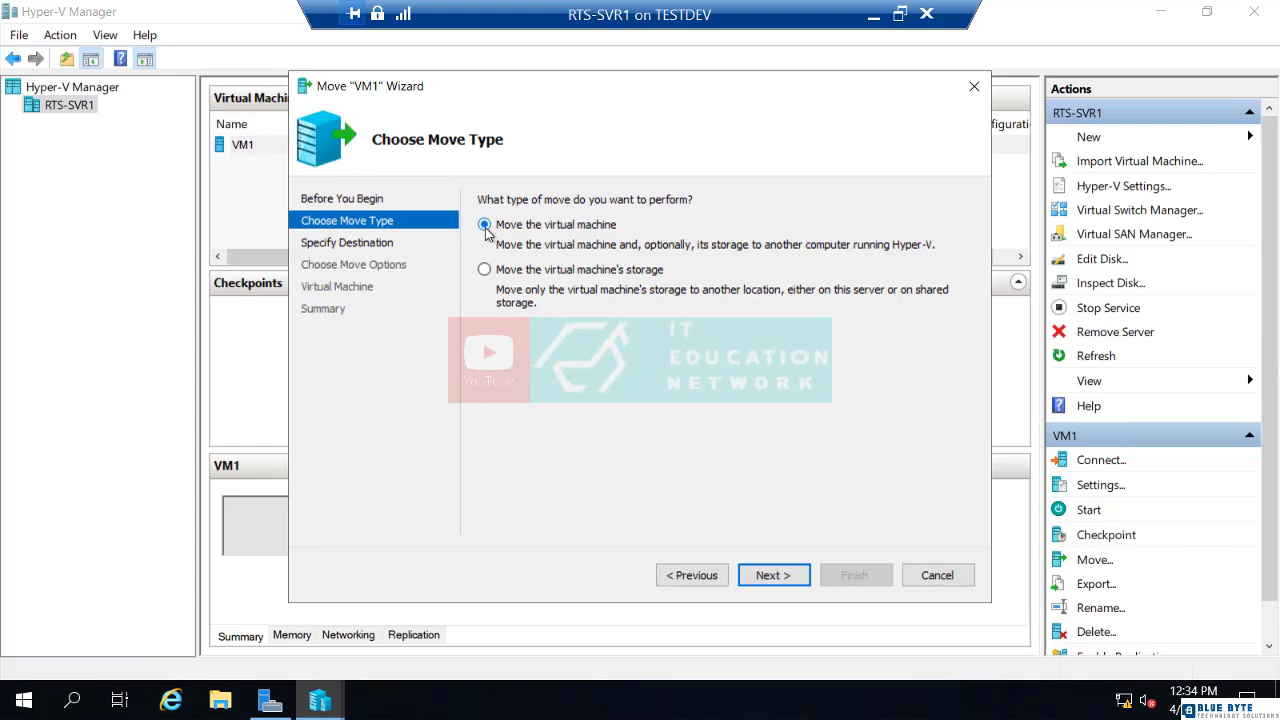 Hyper-V Manager
RTS-SVR1 on TESTDEV
File Action View Help
Hyper-V Manager
RTS-SVR1
Name
VM1
Checkpoints
VM1
Summary Memory Networking Replication
Move "VM1" Wizard
Choose Move Type
Before You Begin
Choose Move Type
Specify Destination
Choose Move Options
Virtual Machine
Summary
What type of move do you want to perform?
Move the virtual machine
Move the virtual machine and, optionally, its storage to another computer running Hyper-V.
Move the virtual machine's storage
Move only the virtual machine's storage to another location, either on this server or on shared
storage.
YouTube
IT
EDUCATION
NETWORK
< Previous Next > Finish Cancel
Actions
RTS-SVR1
New
Import Virtual Machine...
Hyper-V Settings...
Virtual Switch Manager...
Virtual SAN Manager...
Edit Disk...
Inspect Disk...
Stop Service
Remove Server
Refresh
View
Help
VM1
Connect...
Settings...
Start
Checkpoint
Move...
Export...
Rename...
Delete...
12:34 PM
BLUE BYTE
TECHNOLOGY SOLUTIONS